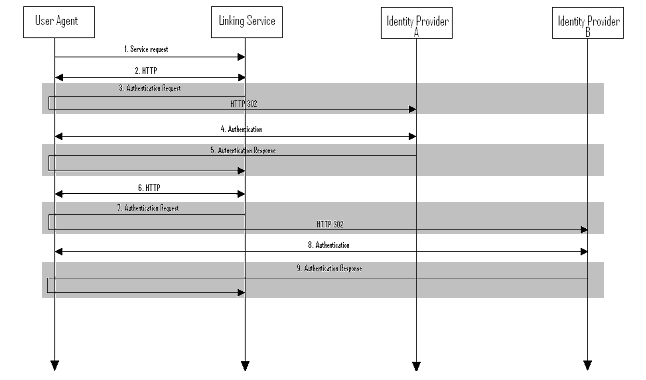 User Agent
Linking Service
Identity Provider
A
Identity Provider
B
1. Service request
2. HTTP
3. Authentication Request
HTTP 302
4. Authentication
5. Authentication Response
6. HTTP
7. Authentication Request
HTTP 302
8. Authentication
9. Authentication Response